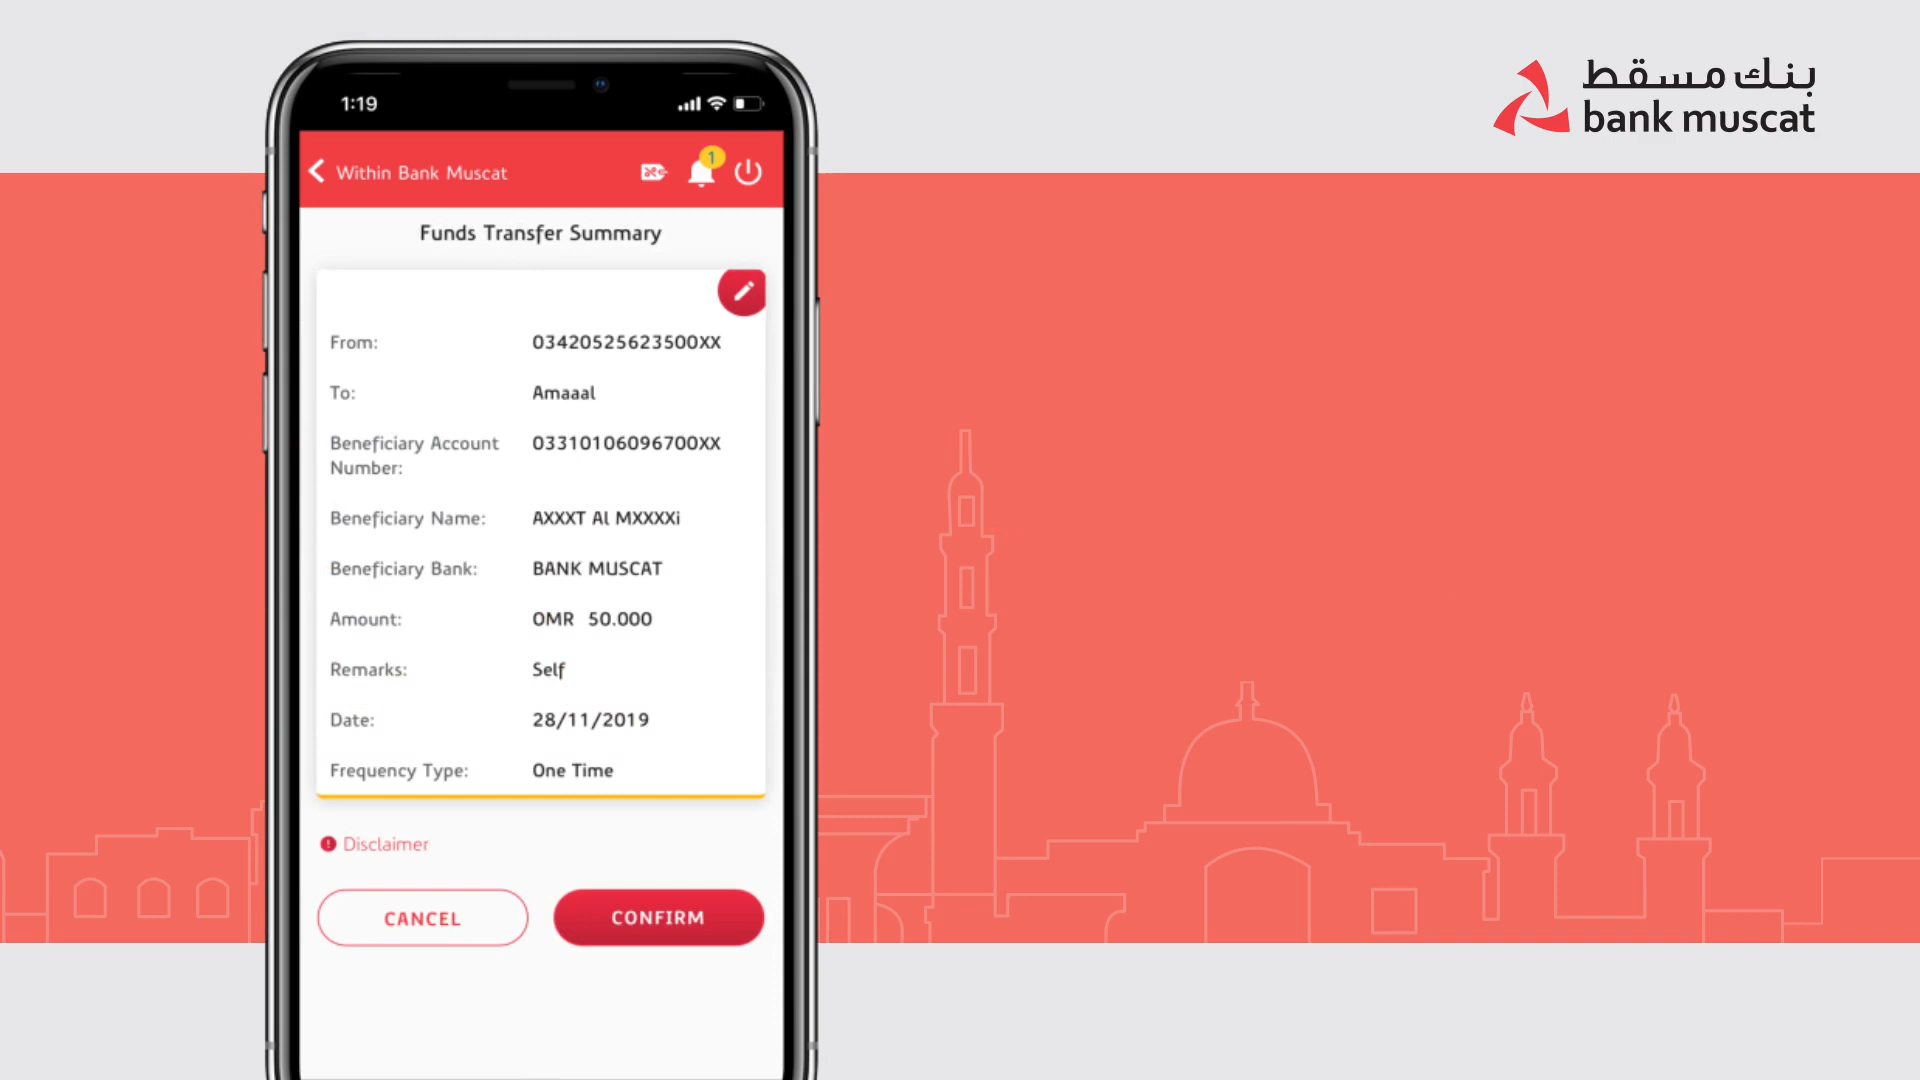 بنك مسقط
bank muscat
1:19
Within Bank Muscat
1
Funds Transfer Summary
From: 03420525623500XX
To: Amaaal
Beneficiary Account Number: 03310106096700XX
Beneficiary Name: AXXXT Al MXXXXi
Beneficiary Bank: BANK MUSCAT
Amount: OMR 50.000
Remarks: Self
Date: 28/11/2019
Frequency Type: One Time
Disclaimer
CANCEL
CONFIRM